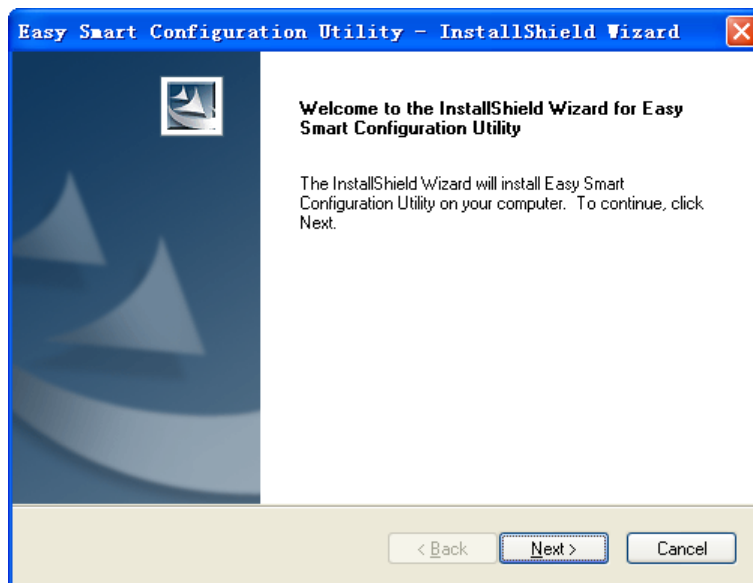 Easy Smart Configuration Utility - InstallShield Wizard
Welcome to the InstallShield Wizard for Easy
Smart Configuration Utility
The InstallShield Wizard will install Easy Smart
Configuration Utility on your computer. To continue, click
Next.
< Back
Next >
Cancel